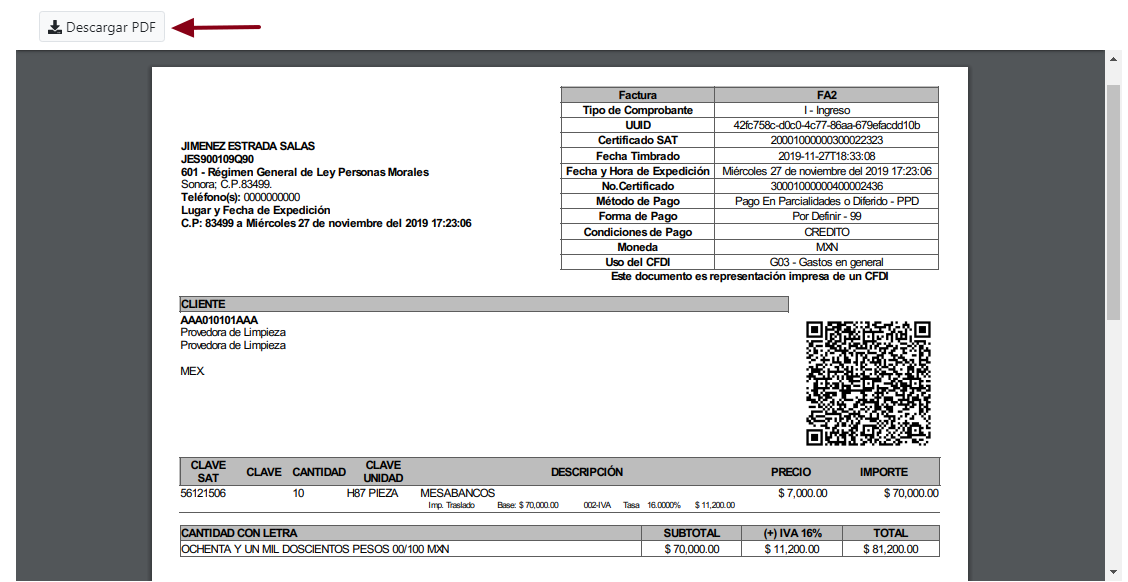 Descargar PDF
Factura FA2
Tipo de Comprobante I - Ingreso
UUID 42fc758c-d0c0-4c77-86aa-679efacdd10b
Certificado SAT 20001000000300022323
Fecha Timbrado 2019-11-27T18:33:08
Fecha y Hora de Expedición Miércoles 27 de noviembre del 2019 17:23:06
No.Certificado 30001000000400002436
Método de Pago Pago En Parcialidades o Diferido - PPD
Forma de Pago Por Definir - 99
Condiciones de Pago CREDITO
Moneda MXN
Uso del CFDI G03 - Gastos en general
Este documento es representación impresa de un CFDI
JIMENEZ ESTRADA SALAS
JES900109Q90
601 - Régimen General de Ley Personas Morales
Sonora; C.P.83499.
Teléfono(s): 0000000000
Lugar y Fecha de Expedición
C.P: 83499 a Miércoles 27 de noviembre del 2019 17:23:06
CLIENTE
AAA010101AAA
Provedora de Limpieza
Provedora de Limpieza
MEX
CLAVE SAT CLAVE CANTIDAD CLAVE UNIDAD DESCRIPCIÓN PRECIO IMPORTE
56121506 10 H87 PIEZA MESABANCOS $ 7,000.00 $ 70,000.00
Imp. Traslado Base: $ 70,000.00 002-IVA Tasa 16.0000% $ 11,200.00
CANTIDAD CON LETRA SUBTOTAL (+) IVA 16% TOTAL
OCHENTA Y UN MIL DOSCIENTOS PESOS 00/100 MXN $ 70,000.00 $ 11,200.00 $ 81,200.00